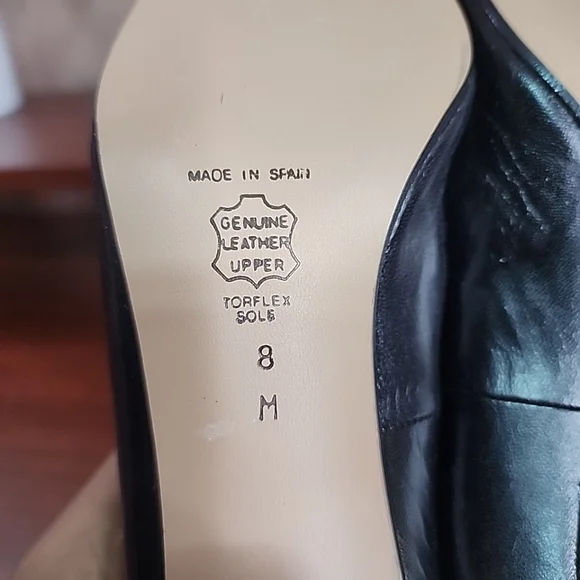 MADE IN SPAIN
GENUINE
LEATHER
UPPER
TORFLEX
SOLE
8
M